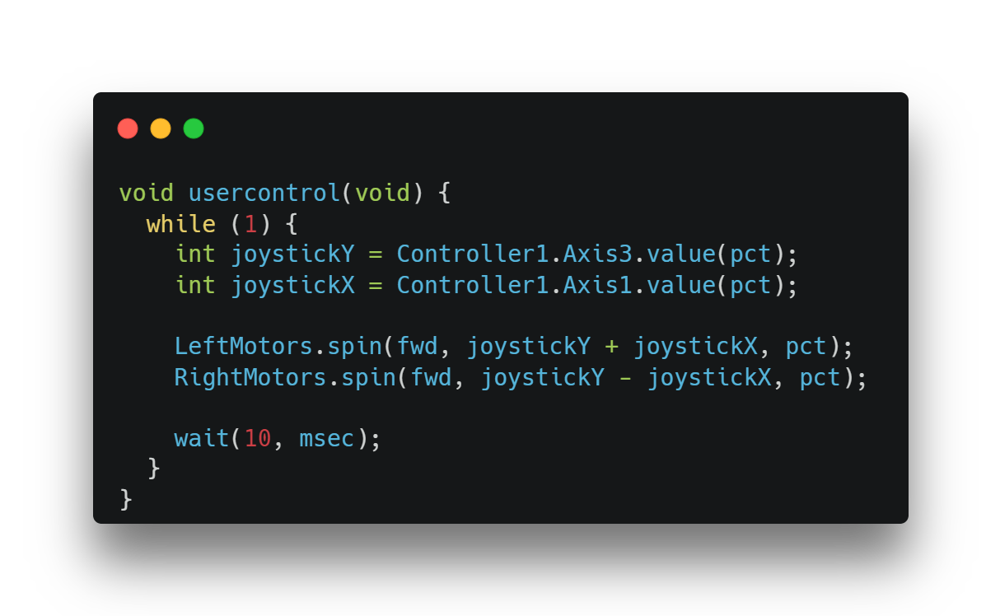 void usercontrol(void) {
  while (1) {
    int joystickY = Controller1.Axis3.value(pct);
    int joystickX = Controller1.Axis1.value(pct);

    LeftMotors.spin(fwd, joystickY + joystickX, pct);
    RightMotors.spin(fwd, joystickY - joystickX, pct);

    wait(10, msec);
  }
}